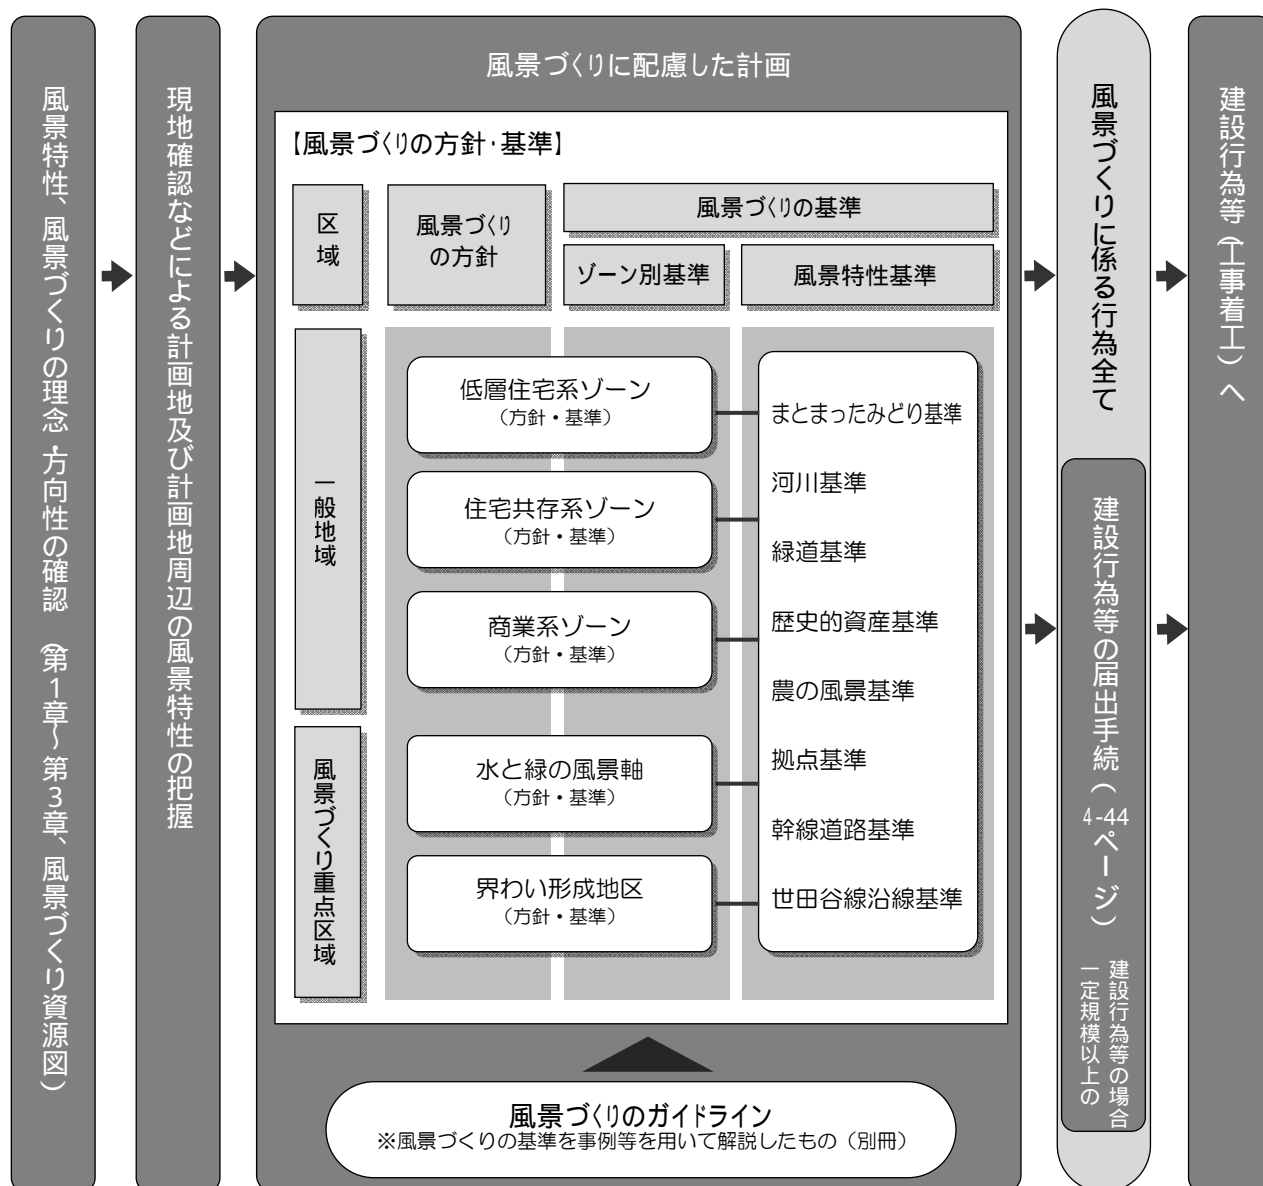 風景特性、風景づくりの理念・方向性の確認　(第1章～第3章、風景づくり資源図)
現地確認などによる計画地及び計画地周辺の風景特性の把握
風景づくりに配慮した計画
【風景づくりの方針・基準】
区域
風景づくり
の方針
風景づくりの基準
ゾーン別基準
風景特性基準
一般地域
低層住宅系ゾーン
（方針・基準）
住宅共存系ゾーン
（方針・基準）
商業系ゾーン
（方針・基準）
風景づくり重点区域
水と緑の風景軸
（方針・基準）
界わい形成地区
（方針・基準）
まとまったみどり基準
河川基準
緑道基準
歴史的資産基準
農の風景基準
拠点基準
幹線道路基準
世田谷線沿線基準
風景づくりのガイドライン
※風景づくりの基準を事例等を用いて解説したもの（別冊）
風景づくりに係る行為全て
建設行為等の届出手続(4-44ページ)
一定規模以上の
建設行為等の場合
建設行為等(工事着工)へ